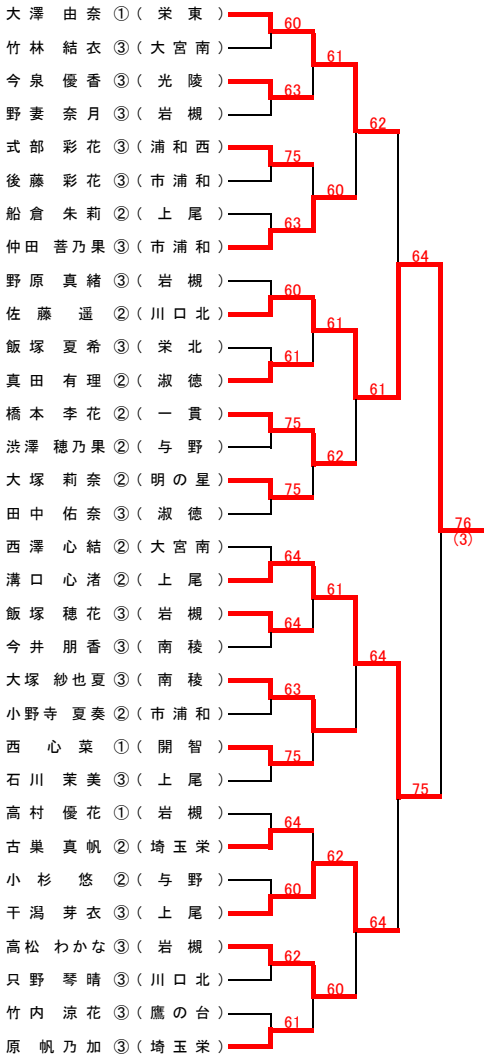 大澤 由奈 ① ( 栄東 )
竹林 結衣 ③ ( 大宮南 )
今泉 優香 ③ ( 光陵 )
野妻 奈月 ③ ( 岩槻 )
式部 彩花 ③ ( 浦和西 )
後藤 彩花 ③ ( 市浦和 )
船倉 朱莉 ② ( 上尾 )
仲田 菩乃果 ③ ( 市浦和 )
野原 真緒 ③ ( 岩槻 )
佐藤 遥 ② ( 川口北 )
飯塚 夏希 ③ ( 栄北 )
真田 有理 ② ( 淑徳 )
橋本 李花 ② ( 一貫 )
渋澤 穂乃果 ② ( 与野 )
大塚 莉奈 ② ( 明の星 )
田中 佑奈 ③ ( 淑徳 )
西澤 心結 ② ( 大宮南 )
溝口 心渚 ② ( 上尾 )
飯塚 穂花 ③ ( 岩槻 )
今井 朋香 ③ ( 南稜 )
大塚 紗也夏 ③ ( 南稜 )
小野寺 夏奏 ② ( 市浦和 )
西 心菜 ① ( 開智 )
石川 茉美 ③ ( 上尾 )
高村 優花 ① ( 岩槻 )
古巣 真帆 ② ( 埼玉栄 )
小杉 悠 ② ( 与野 )
干潟 芽衣 ③ ( 上尾 )
高松 わかな ③ ( 岩槻 )
只野 琴晴 ③ ( 川口北 )
竹内 涼花 ③ ( 鷹の台 )
原 帆乃加 ③ ( 埼玉栄 )
60
63
75
63
60
61
75
75
64
64
63
75
64
60
62
61
61
60
61
62
61
62
60
62
61
64
64
64
75
76
(3)